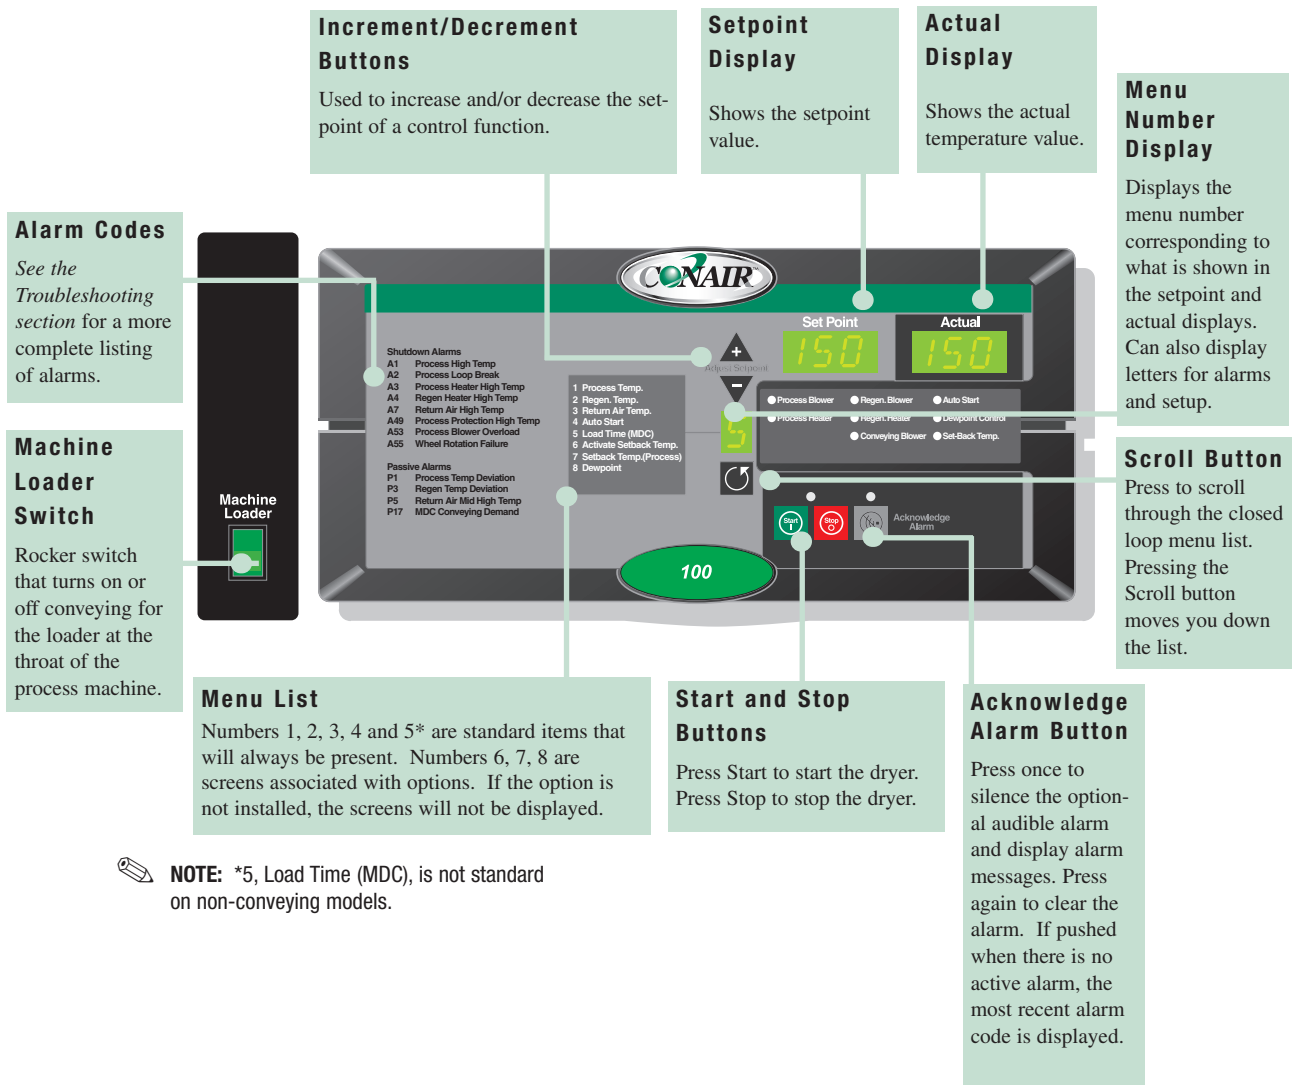 Increment/Decrement
Buttons
Used to increase and/or decrease the set-
point of a control function.
Setpoint
Display
Shows the setpoint
value.
Actual
Display
Shows the actual
temperature value.
Menu
Number
Display
Displays the
menu number
corresponding to
what is shown in
the setpoint and
actual displays.
Can also display
letters for alarms
and setup.
Alarm Codes
See the
Troubleshooting
section for a more
complete listing
of alarms.
Machine
Loader
Switch
Rocker switch
that turns on or
off conveying for
the loader at the
throat of the
process machine.
Machine
Loader
CONAIR™
Set Point
150
Actual
150
+
Adjust Setpoint
−
5
Shutdown Alarms
A1 Process High Temp
A2 Process Loop Break
A3 Process Heater High Temp
A4 Regen Heater High Temp
A7 Return Air High Temp
A49 Process Protection High Temp
A53 Process Blower Overload
A55 Wheel Rotation Failure
Passive Alarms
P1 Process Temp Deviation
P3 Regen Temp Deviation
P5 Return Air Mid High Temp
P17 MDC Conveying Demand
1 Process Temp.
2 Regen. Temp.
3 Return Air Temp.
4 Auto Start
5 Load Time (MDC)
6 Activate Setback Temp.
7 Setback Temp.(Process)
8 Dewpoint
Process Blower Regen. Blower Auto Start
Process Heater Regen. Heater Dewpoint Control
Conveying Blower Set-Back Temp.
Start
I
Stop
O
Acknowledge
Alarm
100
Scroll Button
Press to scroll
through the closed
loop menu list.
Pressing the
Scroll button
moves you down
the list.
Menu List
Numbers 1, 2, 3, 4 and 5* are standard items that
will always be present. Numbers 6, 7, 8 are
screens associated with options. If the option is
not installed, the screens will not be displayed.
Start and Stop
Buttons
Press Start to start the dryer.
Press Stop to stop the dryer.
Acknowledge
Alarm Button
Press once to
silence the option-
al audible alarm
and display alarm
messages. Press
again to clear the
alarm. If pushed
when there is no
active alarm, the
most recent alarm
code is displayed.
NOTE: *5, Load Time (MDC), is not standard
on non-conveying models.